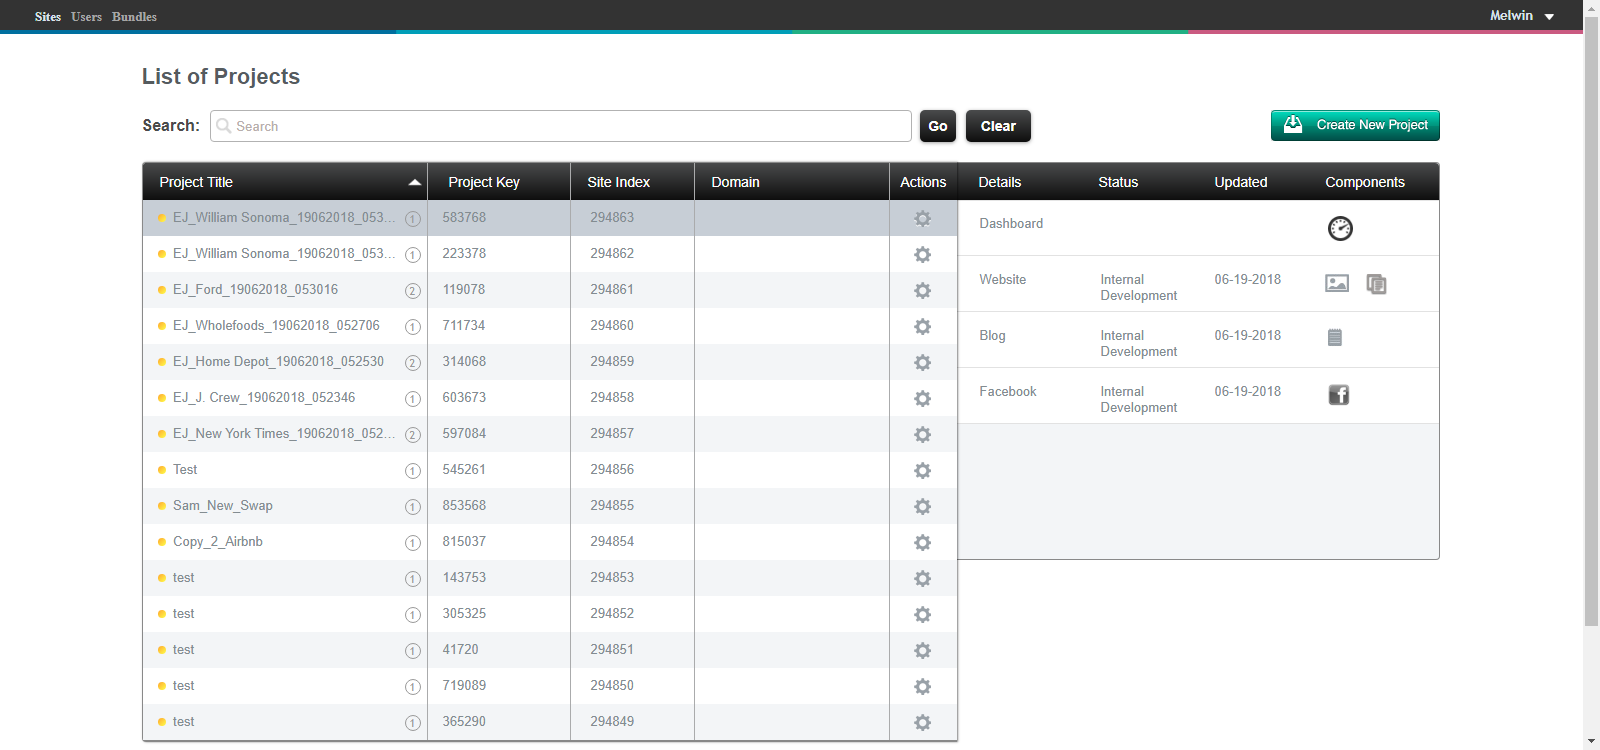 Sites Users Bundles Melwin
List of Projects
Search: Search Go Clear Create New Project
Project Title Project Key Site Index Domain Actions Details Status Updated Components
EJ_William Sonoma_19062018_053... 1 583768 294863
EJ_William Sonoma_19062018_053... 1 223378 294862
EJ_Ford_19062018_053016 2 119078 294861
EJ_Wholefoods_19062018_052706 1 711734 294860
EJ_Home Depot_19062018_052530 2 314068 294859
EJ_J. Crew_19062018_052346 1 603673 294858
EJ_New York Times_19062018_052... 2 597084 294857
Test 1 545261 294856
Sam_New_Swap 1 853568 294855
Copy_2_Airbnb 1 815037 294854
test 1 143753 294853
test 1 305325 294852
test 1 41720 294851
test 1 719089 294850
test 1 365290 294849
Dashboard
Website Internal 06-19-2018
Development
Blog Internal 06-19-2018
Development
Facebook Internal 06-19-2018 f
Development